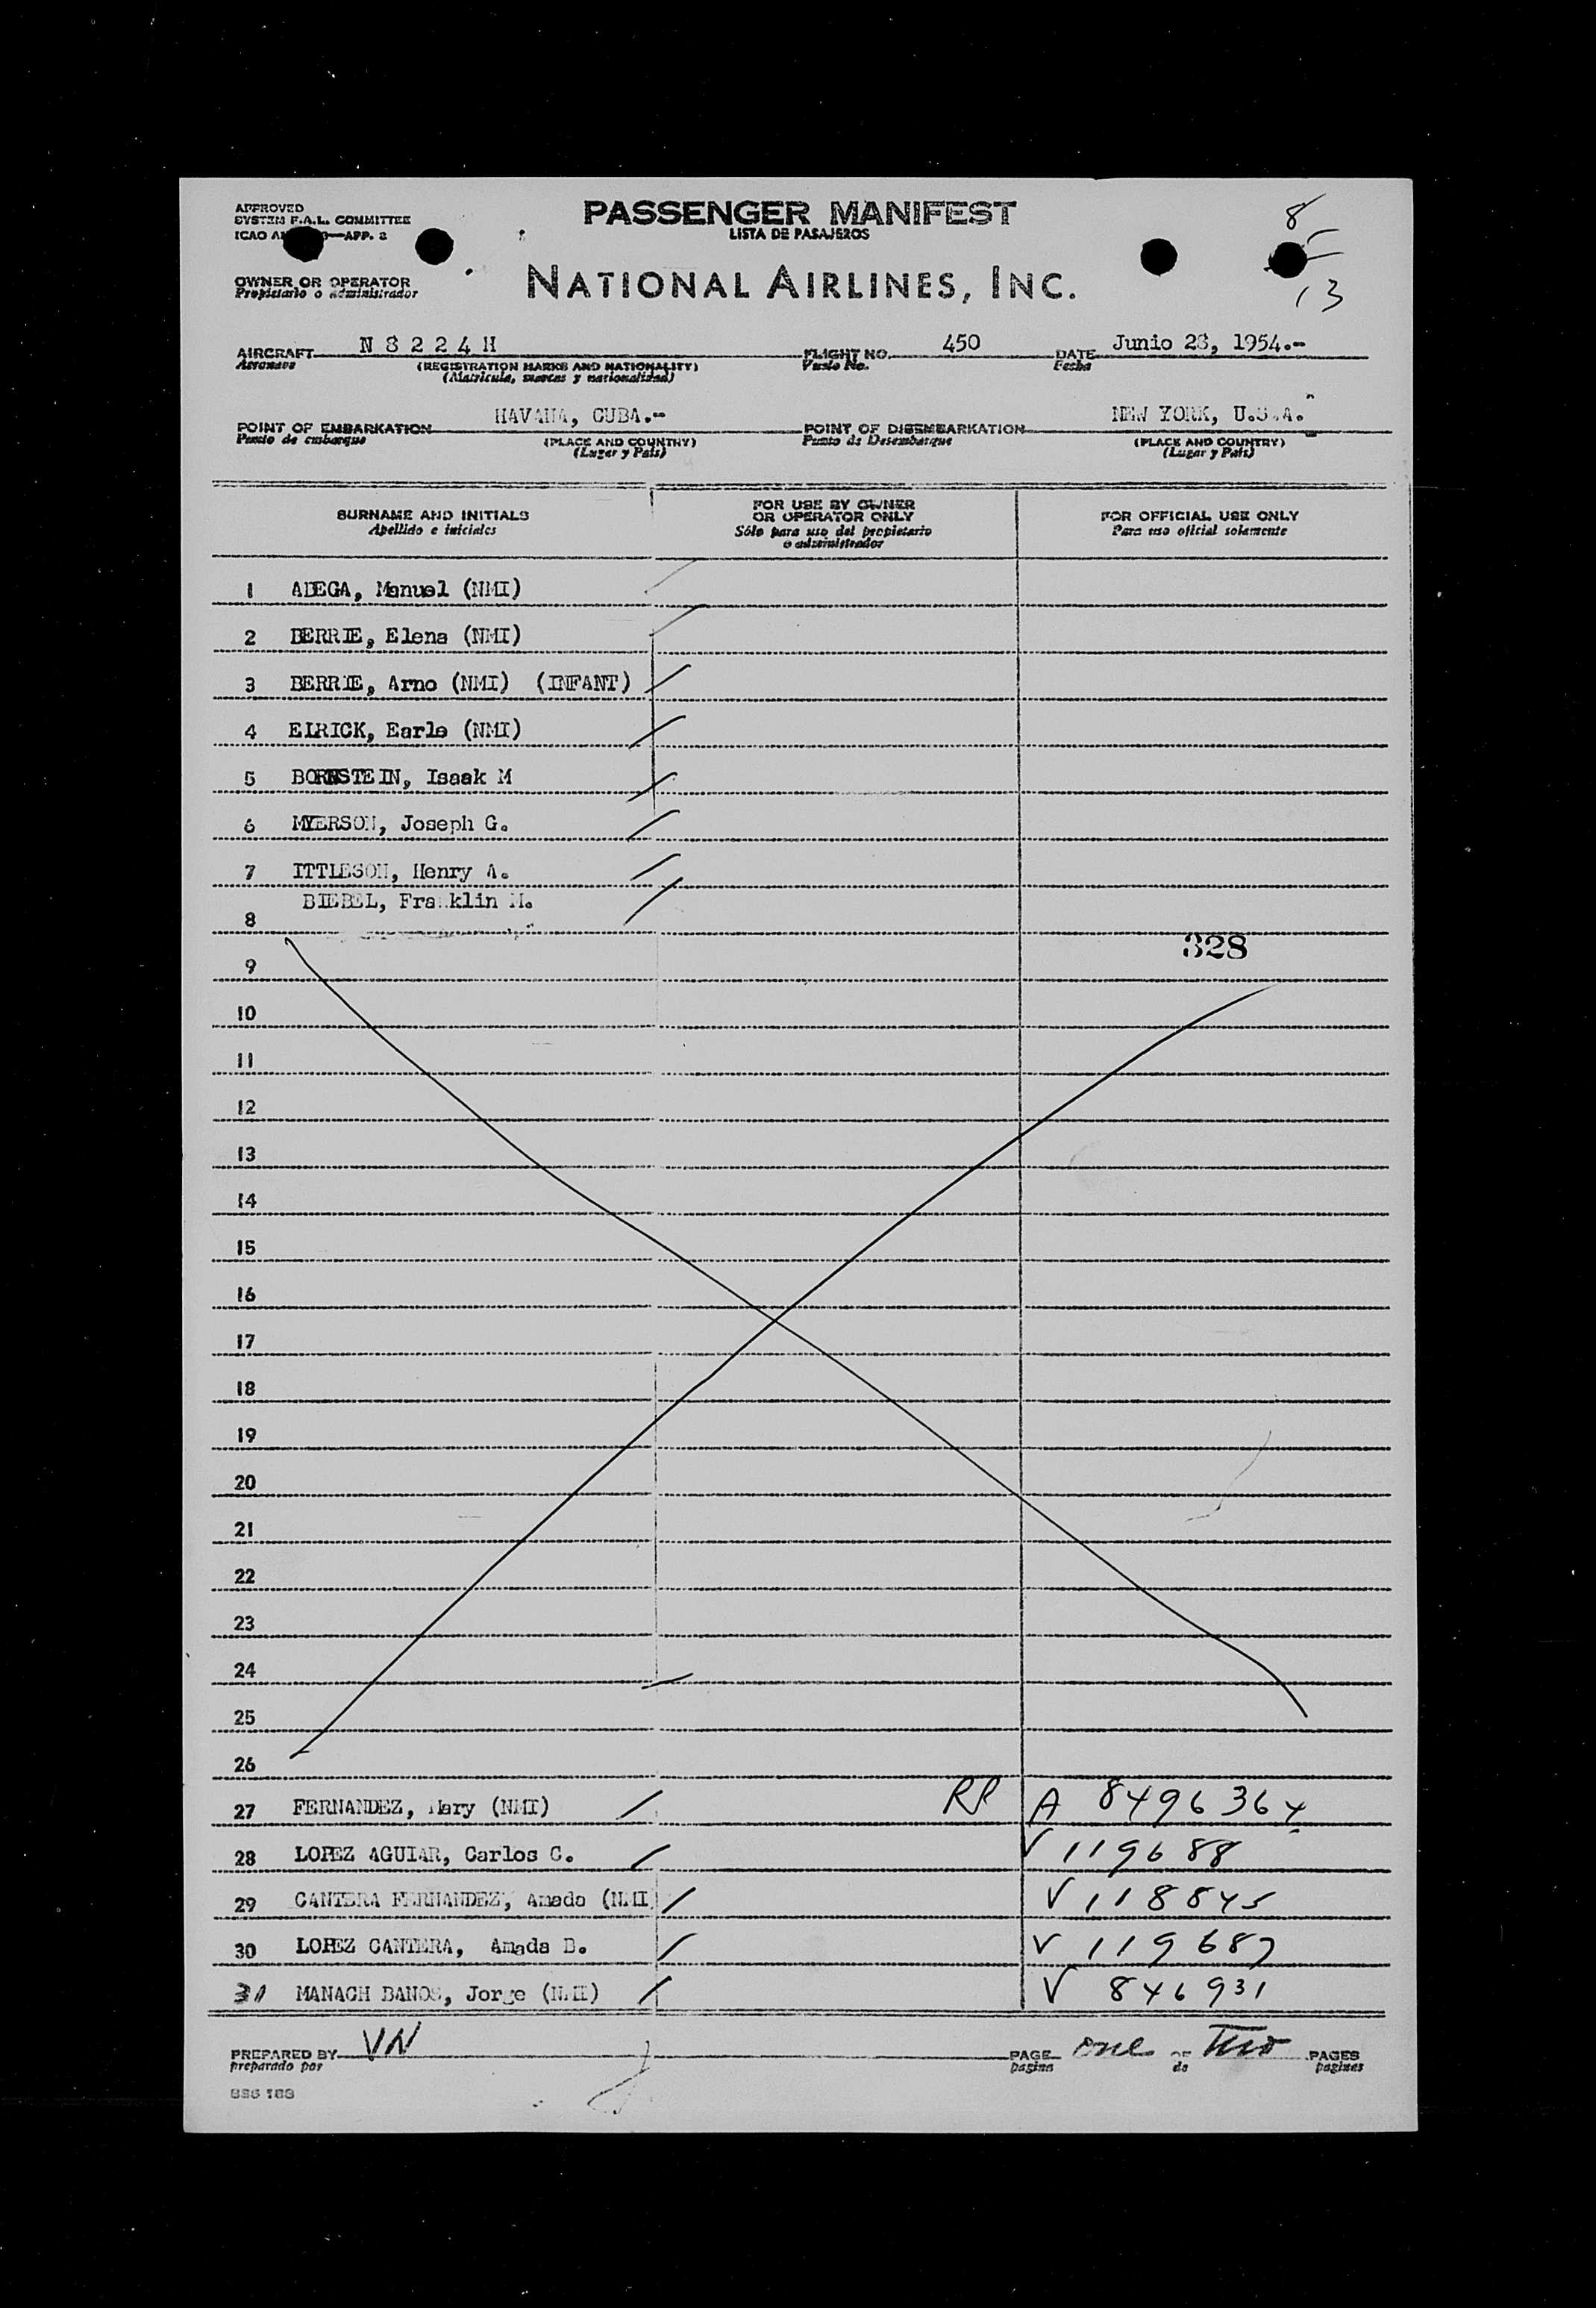 APPROVED
SYSTEM F.A.L. COMMITTEE
ICAO APP. 3
PASSENGER MANIFEST
LISTA DE PASAJEROS
8
5
13
OWNER OR OPERATOR
Propietario o administrador
NATIONAL AIRLINES, INC.
AIRCRAFT N 8 2 2 4 H FLIGHT NO. 450 DATE Junio 28, 1954.-
Aeronave (REGISTRATION MARKS AND NATIONALITY) Vuelo No. Fecha
(Matricula, marcas y nacionalidad)
POINT OF EMBARKATION HAVANA, CUBA.- POINT OF DISEMBARKATION NEW YORK, U.S.A.
Punto de embarque (PLACE AND COUNTRY) Punto de Desembarque (PLACE AND COUNTRY)
(Lugar y País) (Lugar y País)
SURNAME AND INITIALS FOR USE BY OWNER OR OPERATOR ONLY FOR OFFICIAL USE ONLY
Apellido e iniciales Sólo para uso del propietario o administrador Para uso oficial solamente
1 ADEGA, Manuel (NMI)
2 BERRIE, Elena (NMI)
3 BERRIE, Arno (NMI) (INFANT)
4 ELRICK, Earle (NMI)
5 BORNSTEIN, Isaak M
6 MYERSON, Joseph G.
7 ITTLESON, Henry A.
8 BIEBEL, Franklin M.
9 328
10
11
12
13
14
15
16
17
18
19
20
21
22
23
24
25
26
27 FERNANDEZ, Mary (NMI) RP A 8496364
28 LOPEZ AGUIAR, Carlos C. V 119688
29 CANTERA FERNANDEZ, Amada (NMI) V 118845
30 LOPEZ CANTERA, Amada B. V 119687
31 MANACH BANOS, Jorge (NMI) V 846931
PREPARED BY VN PAGE one OF Two PAGES
preparado por pagina de paginas